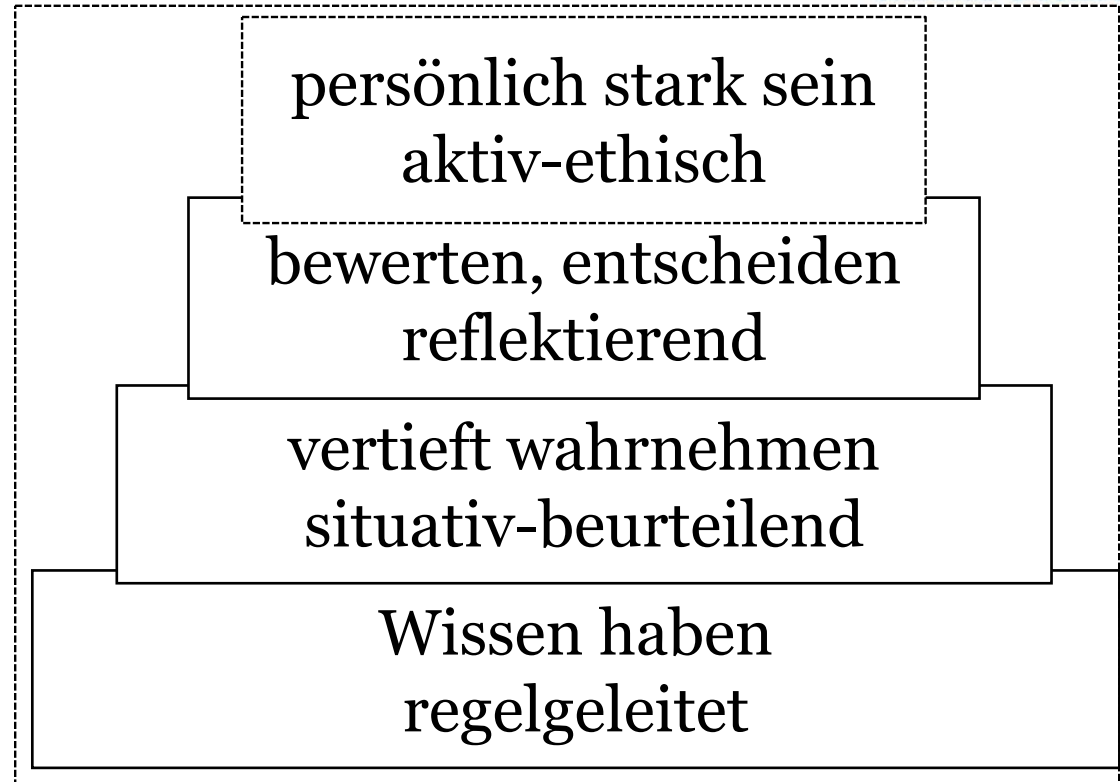 persönlich stark sein
aktiv-ethisch
bewerten, entscheiden
reflektierend
vertieft wahrnehmen
situativ-beurteilend
Wissen haben
regelgeleitet